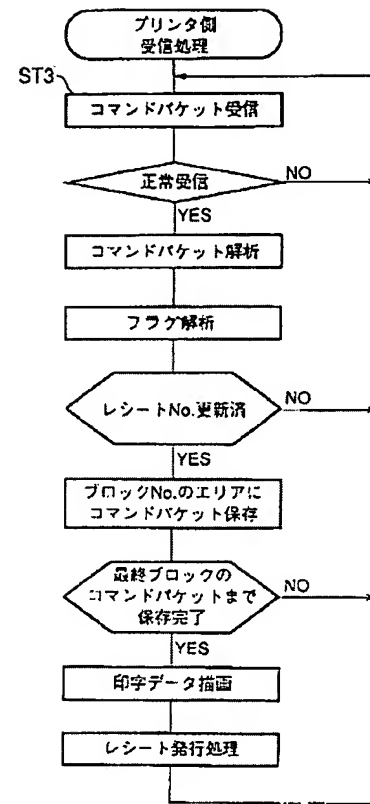 プリンタ側
受信処理
ST3
コマンドパケット受信
正常受信
NO
YES
コマンドパケット解析
フラグ解析
レシートNo.更新済
NO
YES
ブロックNo.のエリアに
コマンドパケット保存
最終ブロックの
コマンドパケットまで
保存完了
NO
YES
印字データ描画
レシート発行処理